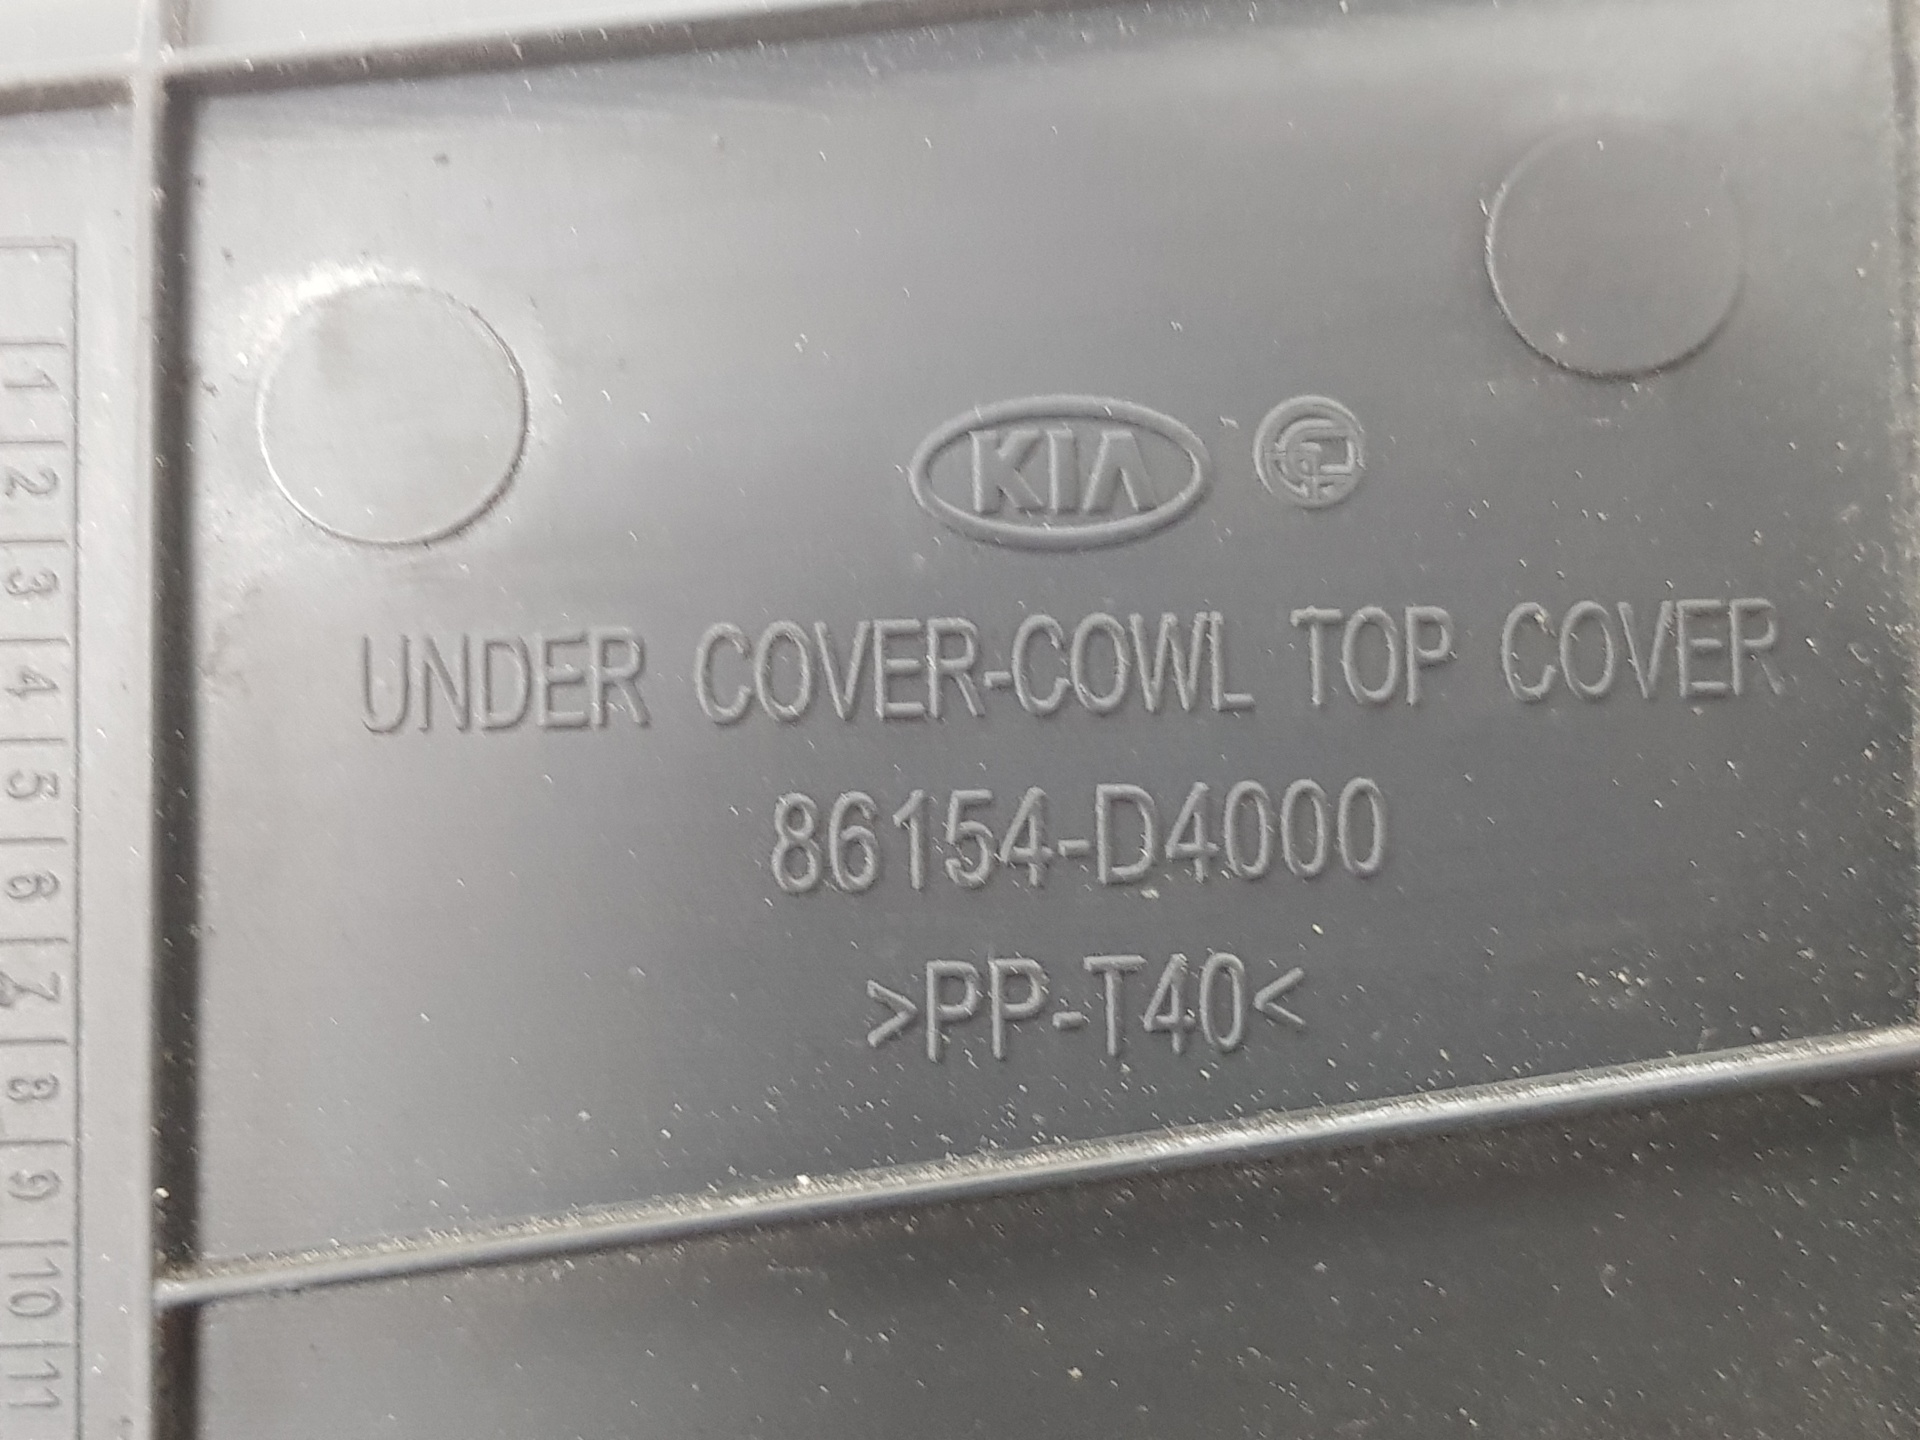 KIA
UNDER COVER-COWL TOP COVER
86154-D4000
>PP-T40<
1 2 3 4 5 6 7 8 9 10 11